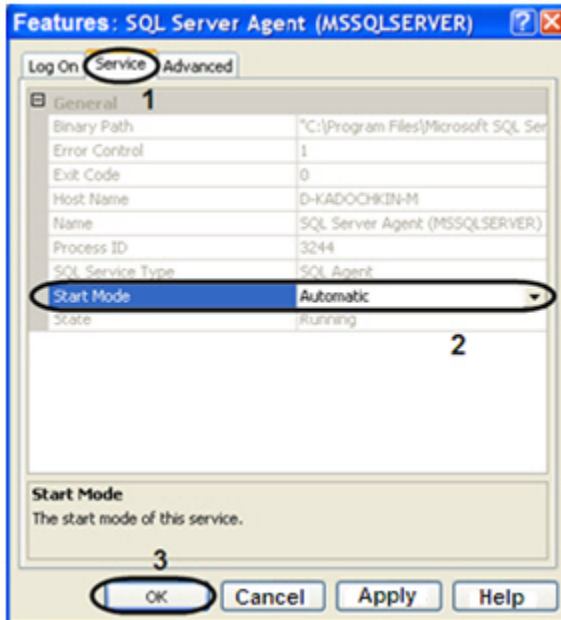 Features: SQL Server Agent (MSSQLSERVER)
Log On Service Advanced
1
General
Binary Path "C:\Program Files\Microsoft SQL Ser
Error Control 1
Exit Code 0
Host Name D-KADOCHKIN-M
Name SQL Server Agent (MSSQLSERVER)
Process ID 3244
SQL Service Type SQL Agent
Start Mode Automatic
State Running
2
Start Mode
The start mode of this service.
3
OK Cancel Apply Help